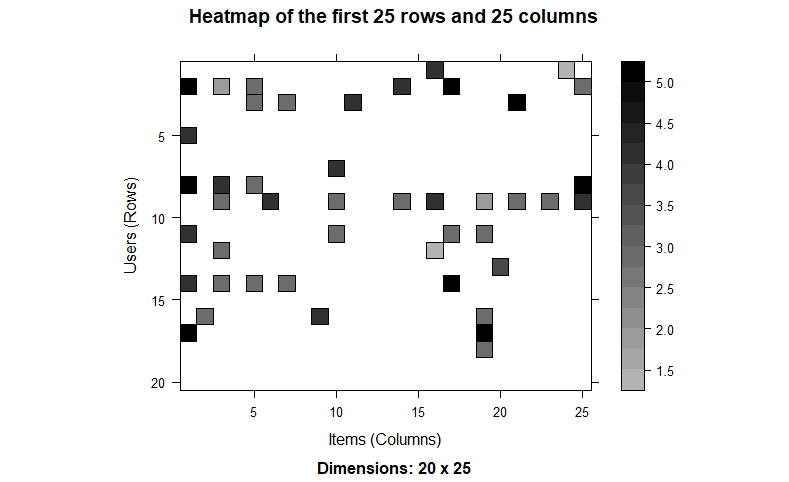 Heatmap of the first 25 rows and 25 columns
5.0
4.5
5
4.0
3.5
Users (Rows)
10
3.0
2.5
15
2.0
1.5
20
5 10 15 20 25
Items (Columns)
Dimensions: 20 x 25